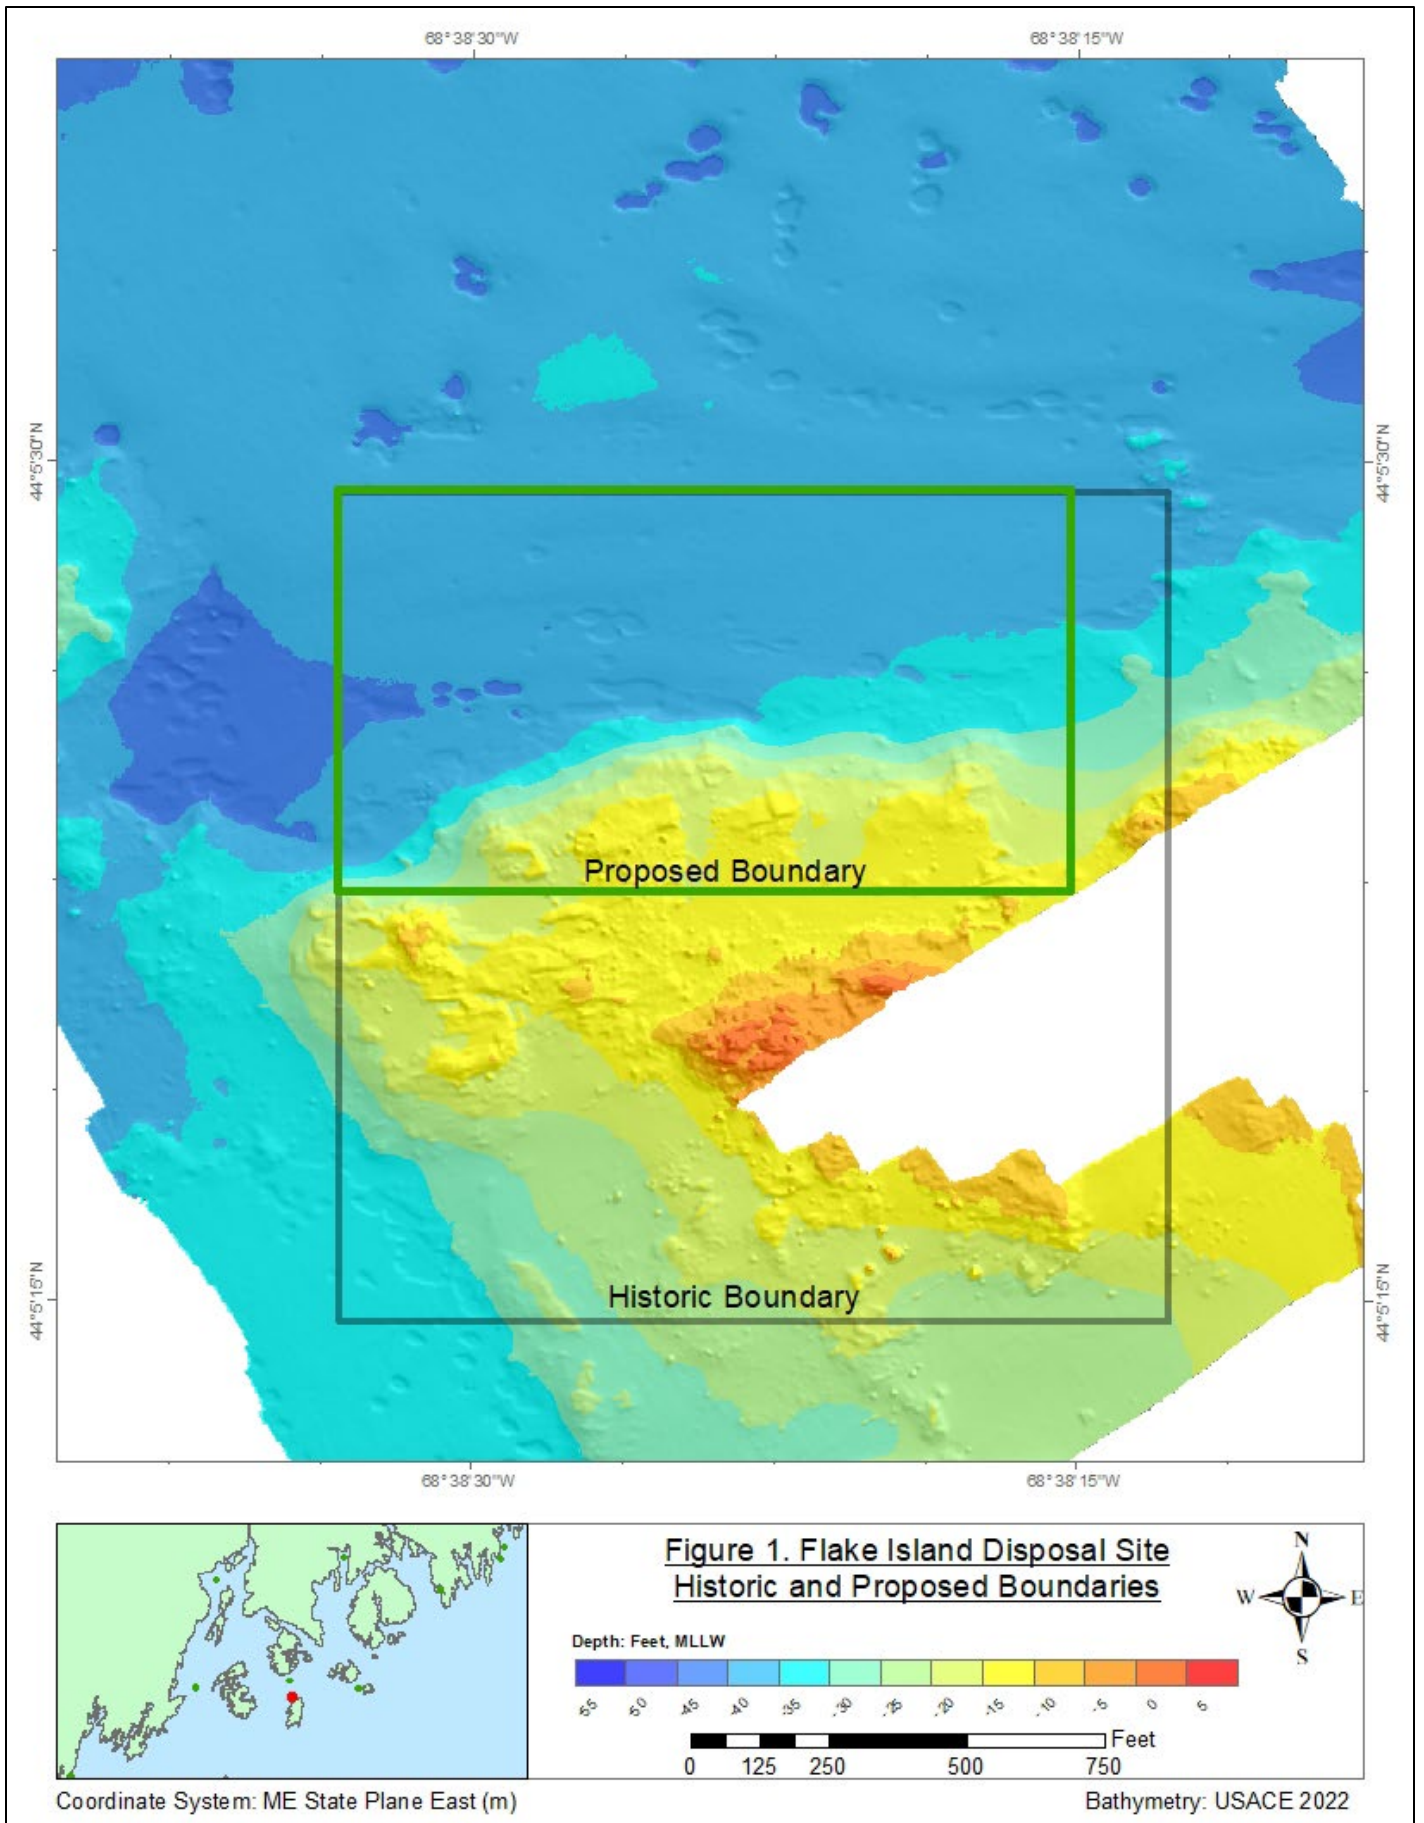 68°38'30"W 68°38'15"W
44°5'30"N 44°5'30"N
Proposed Boundary
Historic Boundary
44°5'15"N 44°5'15"N
68°38'30"W 68°38'15"W
Figure 1. Flake Island Disposal Site
Historic and Proposed Boundaries
N
W E
S
Depth: Feet, MLLW
-55 -50 -45 -40 -35 -30 -25 -20 -15 -10 -5 0 5
Feet
0 125 250 500 750
Coordinate System: ME State Plane East (m) Bathymetry: USACE 2022